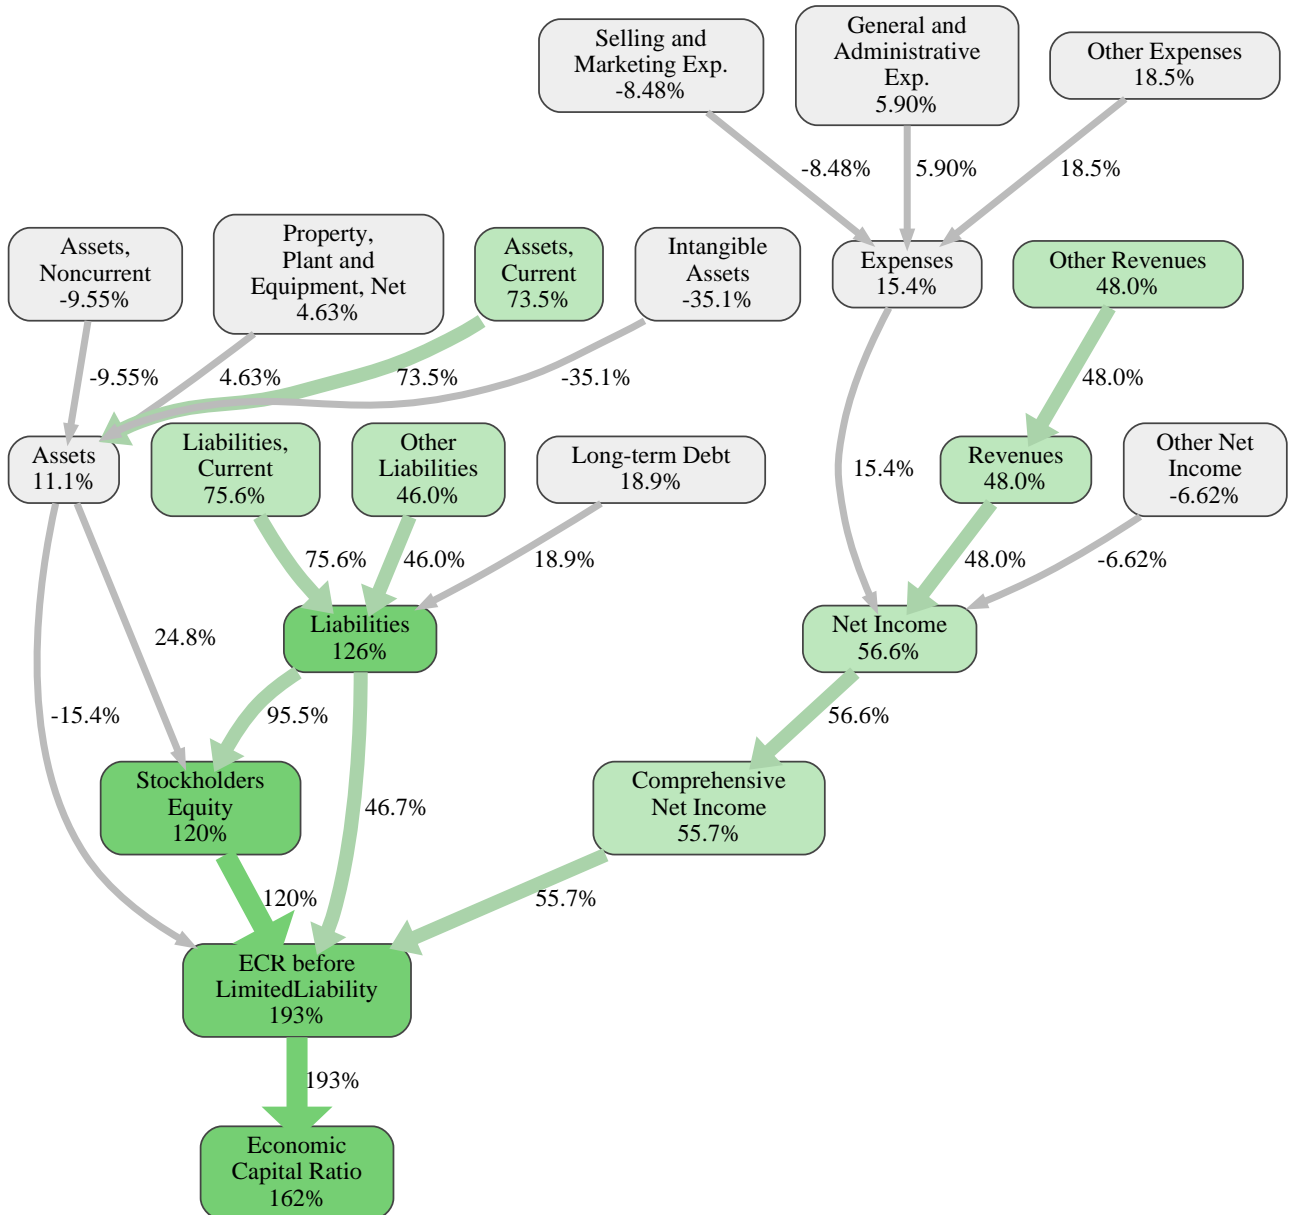 Selling and
Marketing Exp.
-8.48%
General and
Administrative
Exp.
5.90%
Other Expenses
18.5%
-8.48%
5.90%
18.5%
Assets,
Noncurrent
-9.55%
Property,
Plant and
Equipment, Net
4.63%
Assets,
Current
73.5%
Intangible
Assets
-35.1%
Expenses
15.4%
Other Revenues
48.0%
-9.55%
4.63%
73.5%
-35.1%
48.0%
Assets
11.1%
Liabilities,
Current
75.6%
Other
Liabilities
46.0%
Long-term Debt
18.9%
15.4%
Revenues
48.0%
Other Net
Income
-6.62%
75.6%
46.0%
18.9%
48.0%
-6.62%
Liabilities
126%
Net Income
56.6%
24.8%
-15.4%
95.5%
56.6%
Stockholders
Equity
120%
46.7%
Comprehensive
Net Income
55.7%
120%
55.7%
ECR before
LimitedLiability
193%
193%
Economic
Capital Ratio
162%